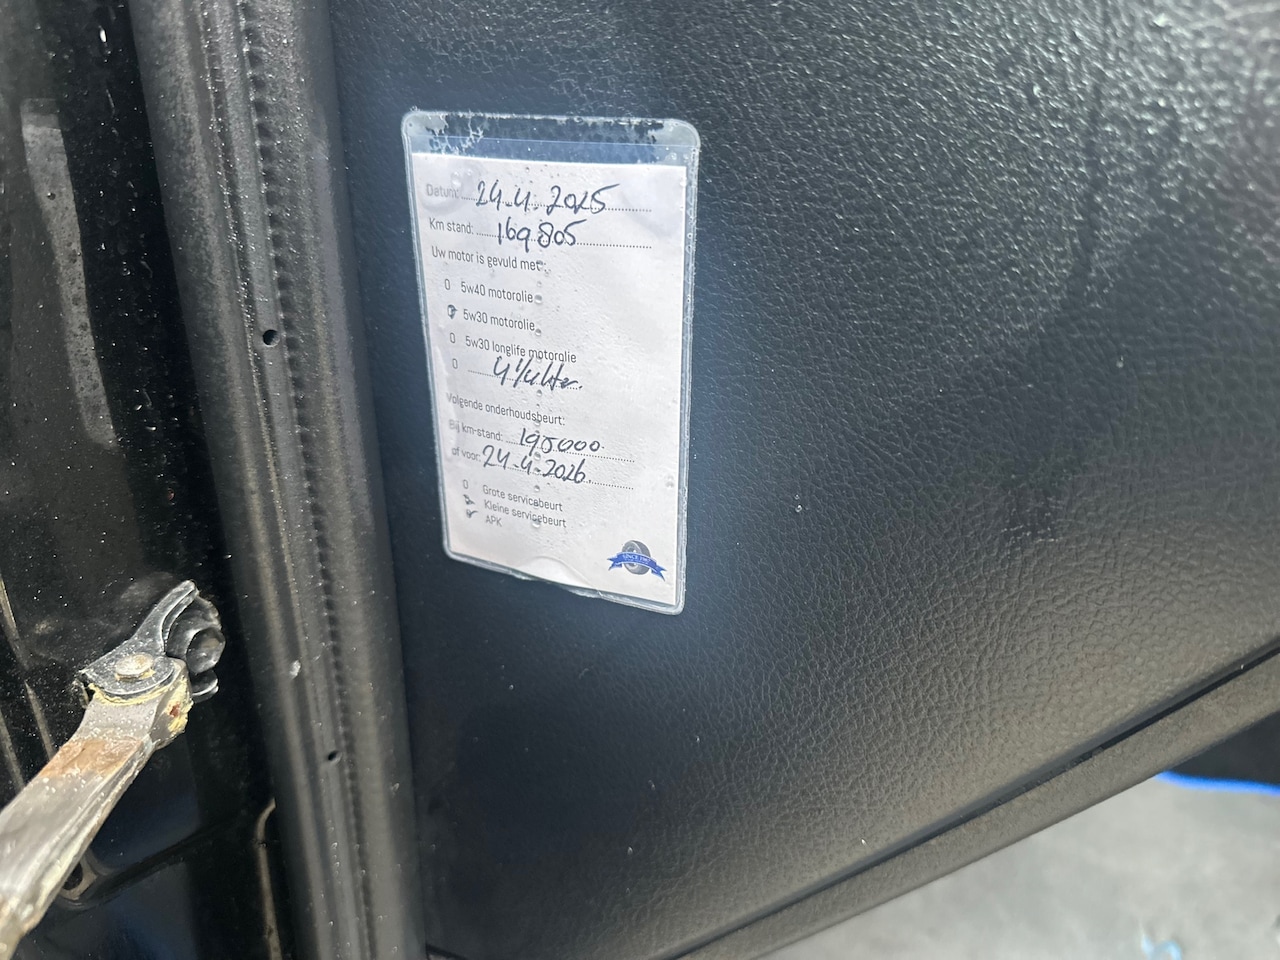 Datum: 24.4.2025
Km stand: 169.805
Uw motor is gevuld met:
0 5w40 motorolie
5w30 motorolie
0 5w30 longlife motorolie
0 4 1/4 liter.
Volgende onderhoudsbeurt:
Bij km-stand: 195000
of voor: 24-4-2026
0 Grote servicebeurt
Kleine servicebeurt
APK